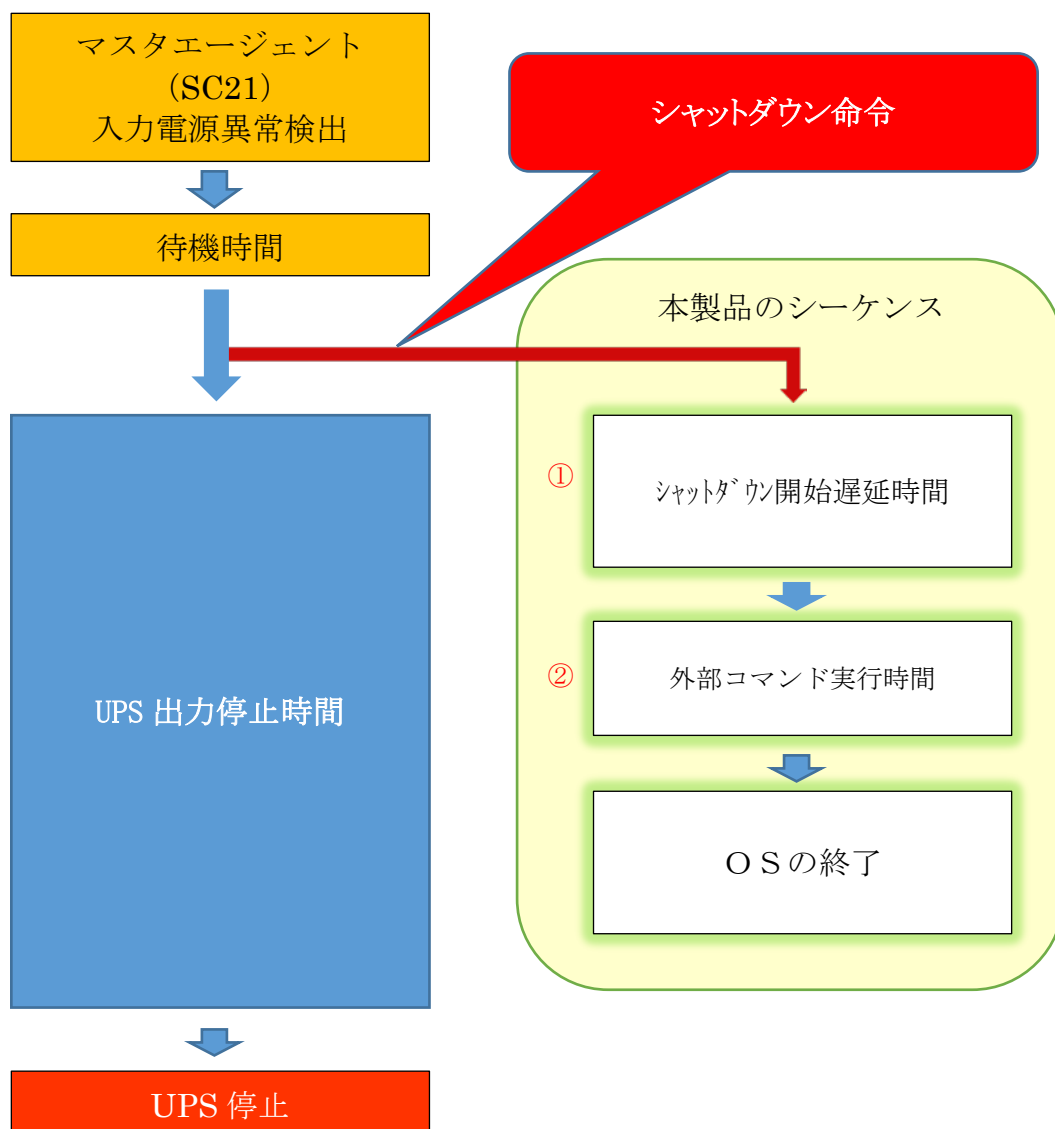 マスタエージェント
（SC21）
入力電源異常検出
シャットダウン命令
待機時間
本製品のシーケンス
①
ｼｬｯﾄﾀﾞｳﾝ開始遅延時間
②
外部コマンド実行時間
UPS 出力停止時間
ＯＳの終了
UPS 停止